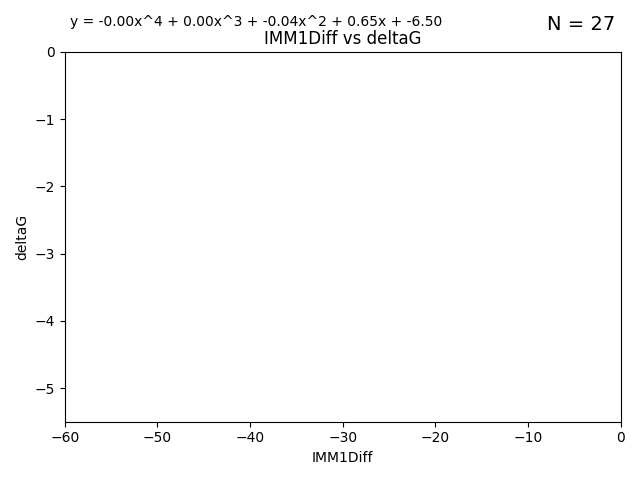 y = -0.00x^4 + 0.00x^3 + -0.04x^2 + 0.65x + -6.50
N = 27
IMM1Diff vs deltaG
0
−1
−2
−3
−4
−5
deltaG
−60 −50 −40 −30 −20 −10 0
IMM1Diff